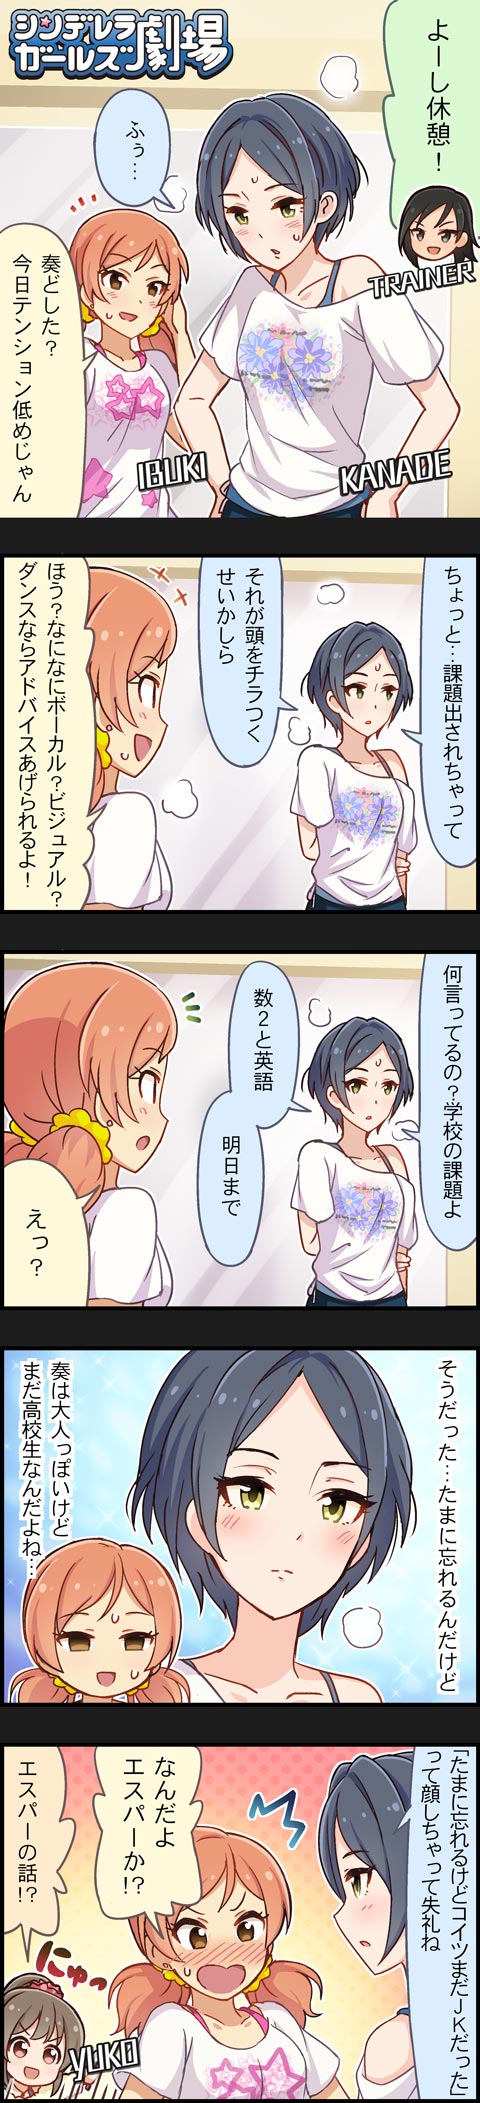 シンデレラ
ガールズ劇場
よーし休憩！
TRAINER
ふぅ…
奏どした？
今日テンション低めじゃん
IBUKI
KANADE
ちょっと…課題出されちゃって
それが頭をチラつく
せいかしら
ほう？なになにボーカル？ビジュアル？
ダンスならアドバイスあげられるよ！
何言ってるの？学校の課題よ
数２と英語
明日まで
えっ？
そうだった…たまに忘れるんだけど
奏は大人っぽいけど
まだ高校生なんだよね…
「たまに忘れるけどコイツまだＪＫだった」
って顔しちゃって失礼ね
なんだよ
エスパーか!?
エスパーの話!?
にゅっ
YUKO